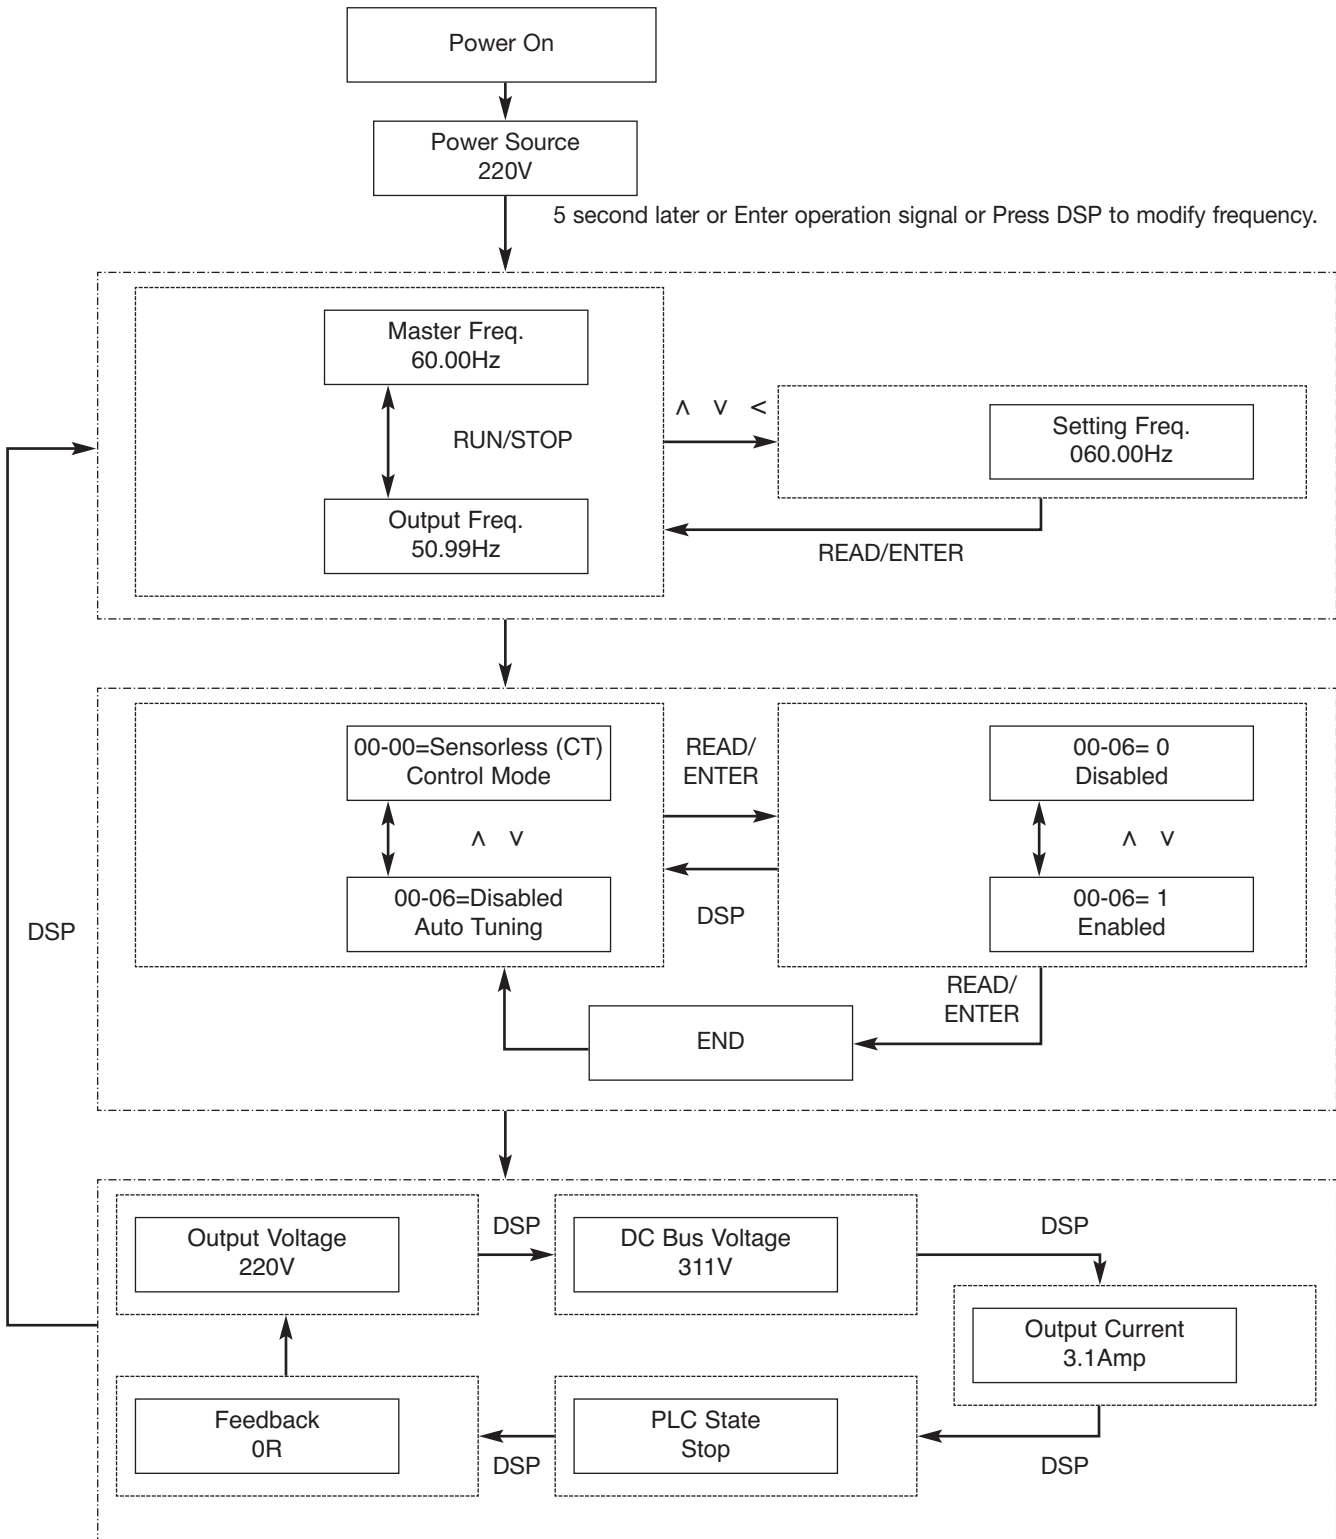 Power On
Power Source
220V
5 second later or Enter operation signal or Press DSP to modify frequency.
Master Freq.
60.00Hz
RUN/STOP
Output Freq.
50.99Hz
∧ ∨ <
Setting Freq.
060.00Hz
READ/ENTER
00-00=Sensorless (CT)
Control Mode
∧ ∨
00-06=Disabled
Auto Tuning
READ/
ENTER
DSP
00-06= 0
Disabled
∧ ∨
00-06= 1
Enabled
READ/
ENTER
END
DSP
Output Voltage
220V
DSP
DC Bus Voltage
311V
DSP
Output Current
3.1Amp
DSP
PLC State
Stop
DSP
Feedback
0R